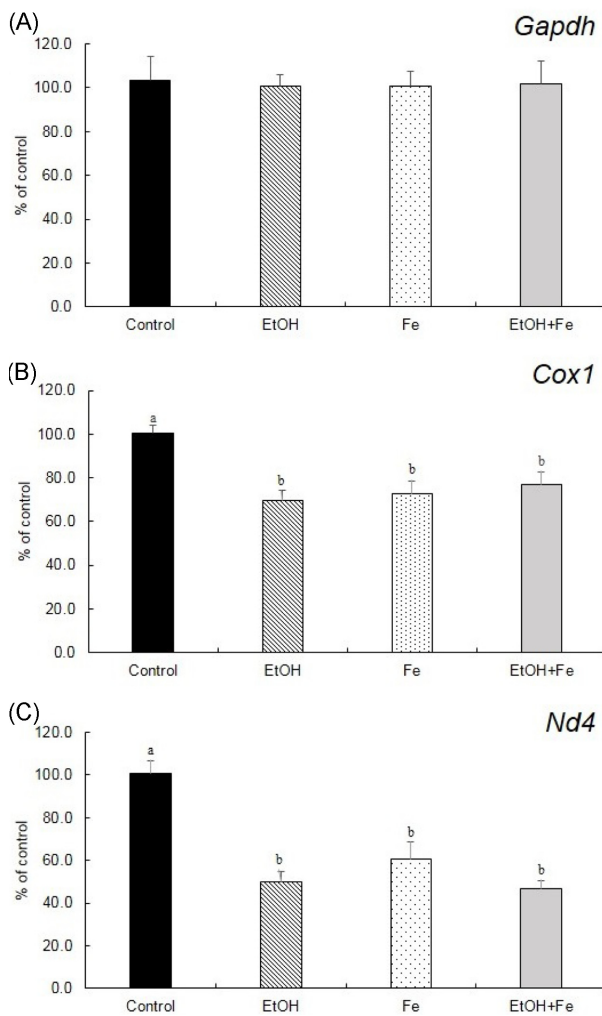 (A)
Gapdh
120.0
100.0
80.0
60.0
40.0
20.0
0.0
% of control
Control EtOH Fe EtOH+Fe
(B)
Cox1
120.0
100.0
80.0
60.0
40.0
20.0
0.0
% of control
a
b
b
b
Control EtOH Fe EtOH+Fe
(C)
Nd4
120.0
100.0
80.0
60.0
40.0
20.0
0.0
% of control
a
b
b
b
Control EtOH Fe EtOH+Fe